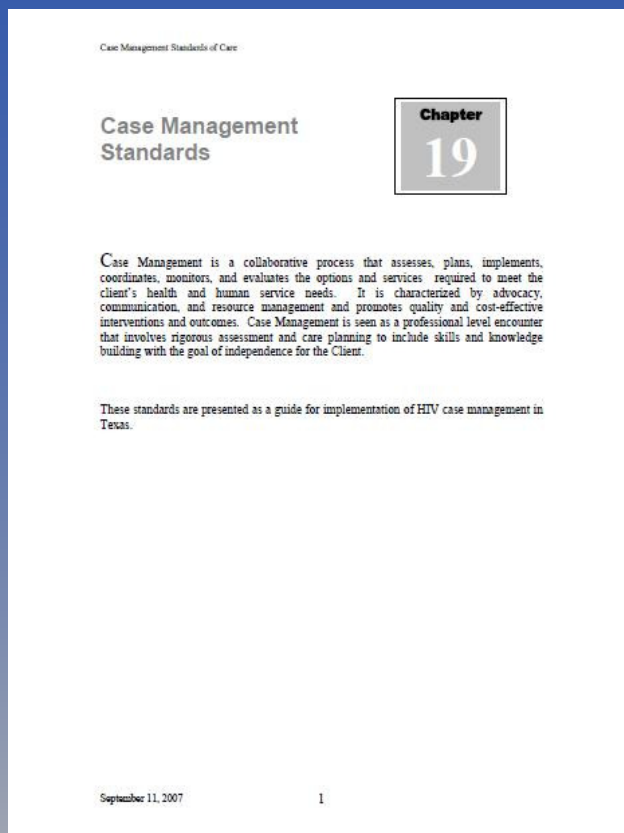 Case Management Standards of Care
Case Management
Standards
Chapter
19
Case Management is a collaborative process that assesses, plans, implements,
coordinates, monitors, and evaluates the options and services required to meet the
client's health and human service needs. It is characterized by advocacy,
communication, and resource management and promotes quality and cost-effective
interventions and outcomes. Case Management is seen as a professional level encounter
that involves rigorous assessment and care planning to include skills and knowledge
building with the goal of independence for the Client.
These standards are presented as a guide for implementation of HIV case management in
Texas.
September 11, 2007
1